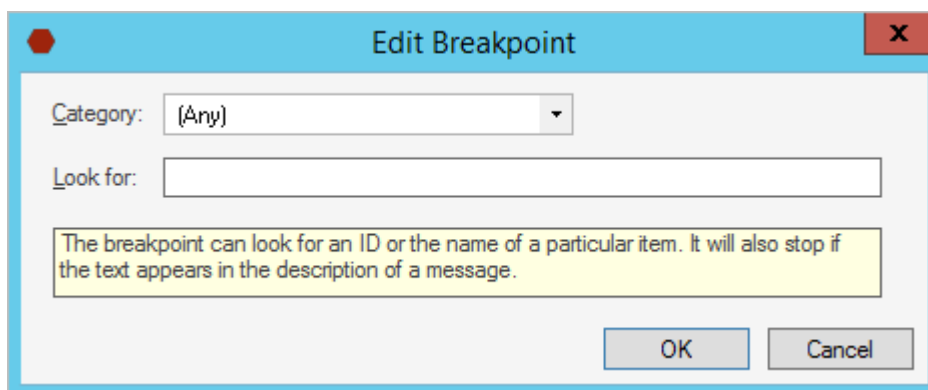 Edit Breakpoint
x
Category: (Any)
Look for:
The breakpoint can look for an ID or the name of a particular item. It will also stop if
the text appears in the description of a message.
OK Cancel